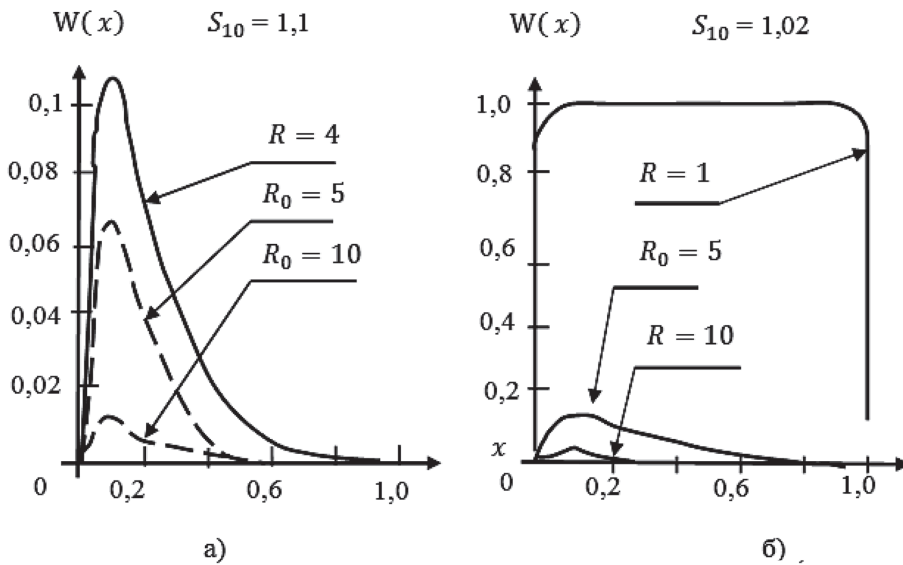 W(x) S₁₀ = 1,1
0,1
R = 4
0,08
R₀ = 5
0,06
R₀ = 10
0,04
0,02
0 0,2 0,6 1,0
а)
W(x) S₁₀ = 1,02
1,0
0,8
R = 1
0,6
R₀ = 5
0,4
R = 10
0,2
x
0 0,2 0,6 1,0
б)